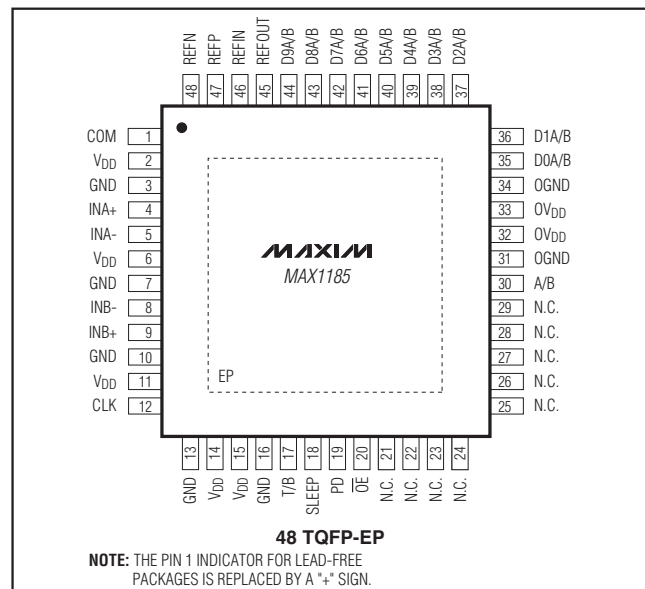 REFN
REFP
REFIN
REFOUT
D9A/B
D8A/B
D7A/B
D6A/B
D5A/B
D4A/B
D3A/B
D2A/B
48
47
46
45
44
43
42
41
40
39
38
37
COM 1
VDD 2
GND 3
INA+ 4
INA- 5
VDD 6
GND 7
INB- 8
INB+ 9
GND 10
VDD 11
CLK 12
MAXIM
MAX1185
EP
36 D1A/B
35 D0A/B
34 OGND
33 OVDD
32 OVDD
31 OGND
30 A/B
29 N.C.
28 N.C.
27 N.C.
26 N.C.
25 N.C.
13
14
15
16
17
18
19
20
21
22
23
24
GND
VDD
VDD
GND
T/B
SLEEP
PD
O̅E̅
N.C.
N.C.
N.C.
N.C.
48 TQFP-EP
NOTE: THE PIN 1 INDICATOR FOR LEAD-FREE
PACKAGES IS REPLACED BY A "+" SIGN.